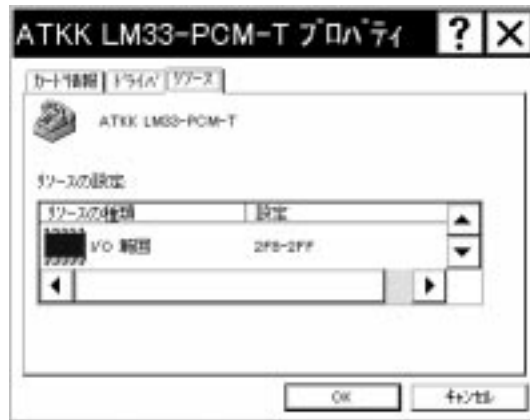 ATKK LM33-PCM-T プロパティ
カード情報 ドライバ リソース
ATKK LM33-PCM-T
リソースの設定
リソースの種類 設定
I/O 範囲 2F8-2FF
OK キャンセル